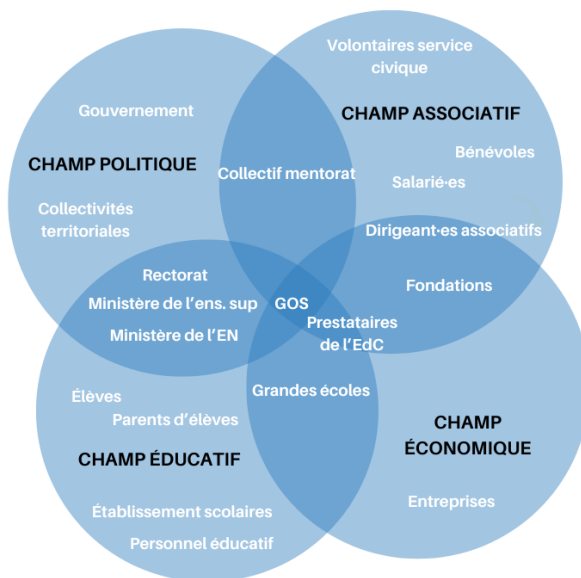 Volontaires service
civique
Gouvernement
CHAMP ASSOCIATIF
Bénévoles
CHAMP POLITIQUE
Collectif mentorat
Salarié·es
Collectivités
territoriales
Dirigeant·es associatifs
Rectorat
Fondations
Ministère de l'ens. sup
GOS
Ministère de l'EN
Prestataires
de l'EdC
Élèves
Grandes écoles
Parents d'élèves
CHAMP
ÉCONOMIQUE
CHAMP ÉDUCATIF
Entreprises
Établissement scolaires
Personnel éducatif